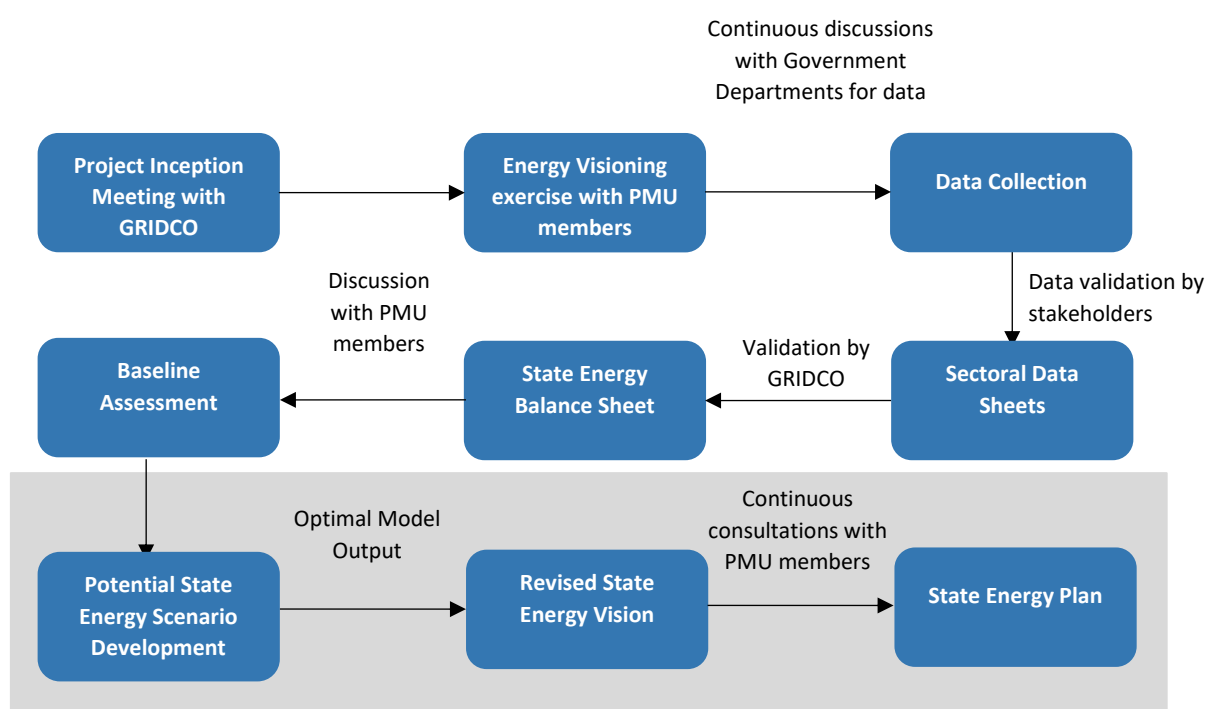 Continuous discussions
with Government
Departments for data
Project Inception
Meeting with
GRIDCO
Energy Visioning
exercise with PMU
members
Data Collection
Data validation by
stakeholders
Sectoral Data
Sheets
Validation by
GRIDCO
State Energy
Balance Sheet
Discussion
with PMU
members
Baseline
Assessment
Potential State
Energy Scenario
Development
Optimal Model
Output
Revised State
Energy Vision
Continuous
consultations with
PMU members
State Energy Plan